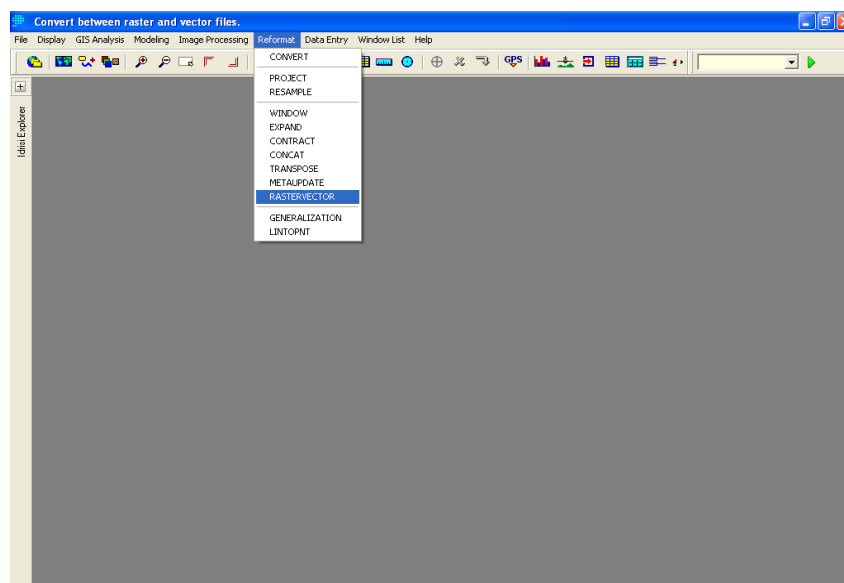 Convert between raster and vector files.
File Display GIS Analysis Modeling Image Processing Reformat Data Entry Window List Help
GPS
Idrisi Explorer
CONVERT
PROJECT
RESAMPLE
WINDOW
EXPAND
CONTRACT
CONCAT
TRANSPOSE
METAUPDATE
RASTERVECTOR
GENERALIZATION
LINTOPNT